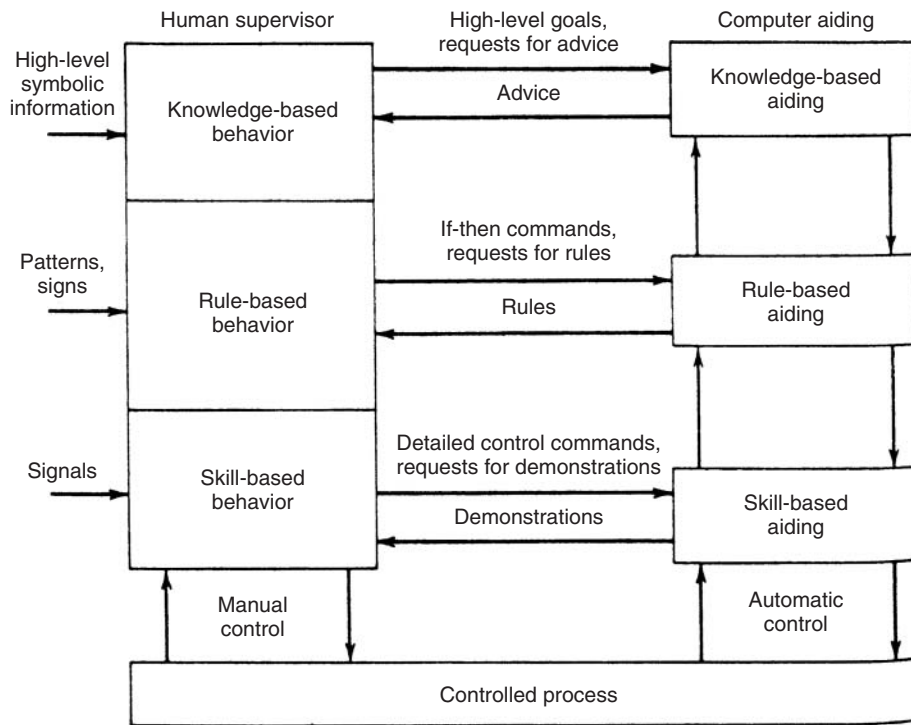 Human supervisor
High-level goals,
requests for advice
Computer aiding
High-level
symbolic
information
Knowledge-based
behavior
Advice
Knowledge-based
aiding
If-then commands,
requests for rules
Patterns,
signs
Rule-based
behavior
Rules
Rule-based
aiding
Detailed control commands,
requests for demonstrations
Signals
Skill-based
behavior
Demonstrations
Skill-based
aiding
Manual
control
Automatic
control
Controlled process